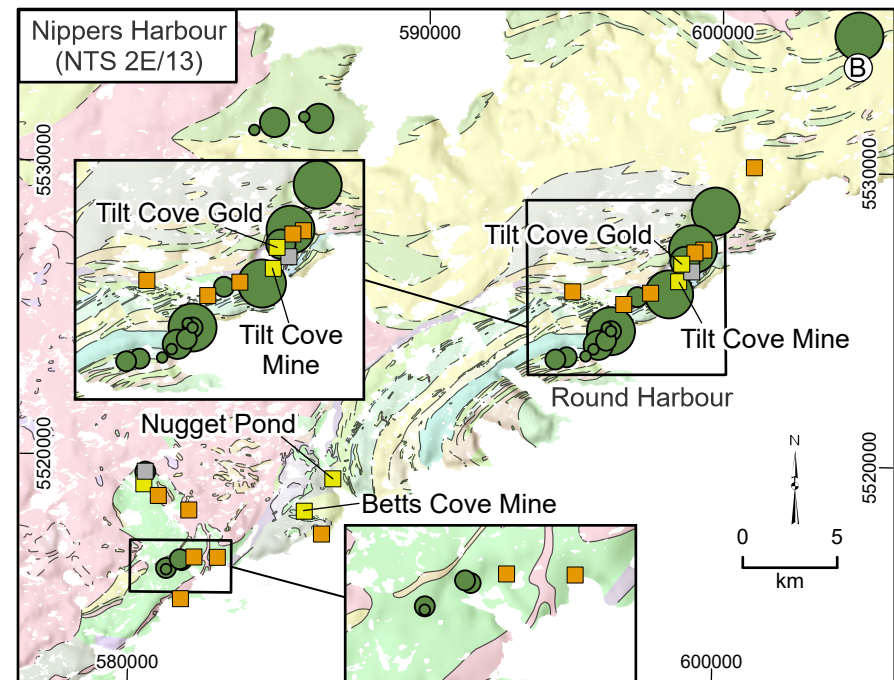 Nippers Harbour
(NTS 2E/13)
590000
600000
B
5530000
5530000
Tilt Cove Gold
Tilt Cove
Mine
Tilt Cove Gold
Tilt Cove Mine
Round Harbour
Nugget Pond
Betts Cove Mine
5520000
5520000
N
0
5
km
580000
600000